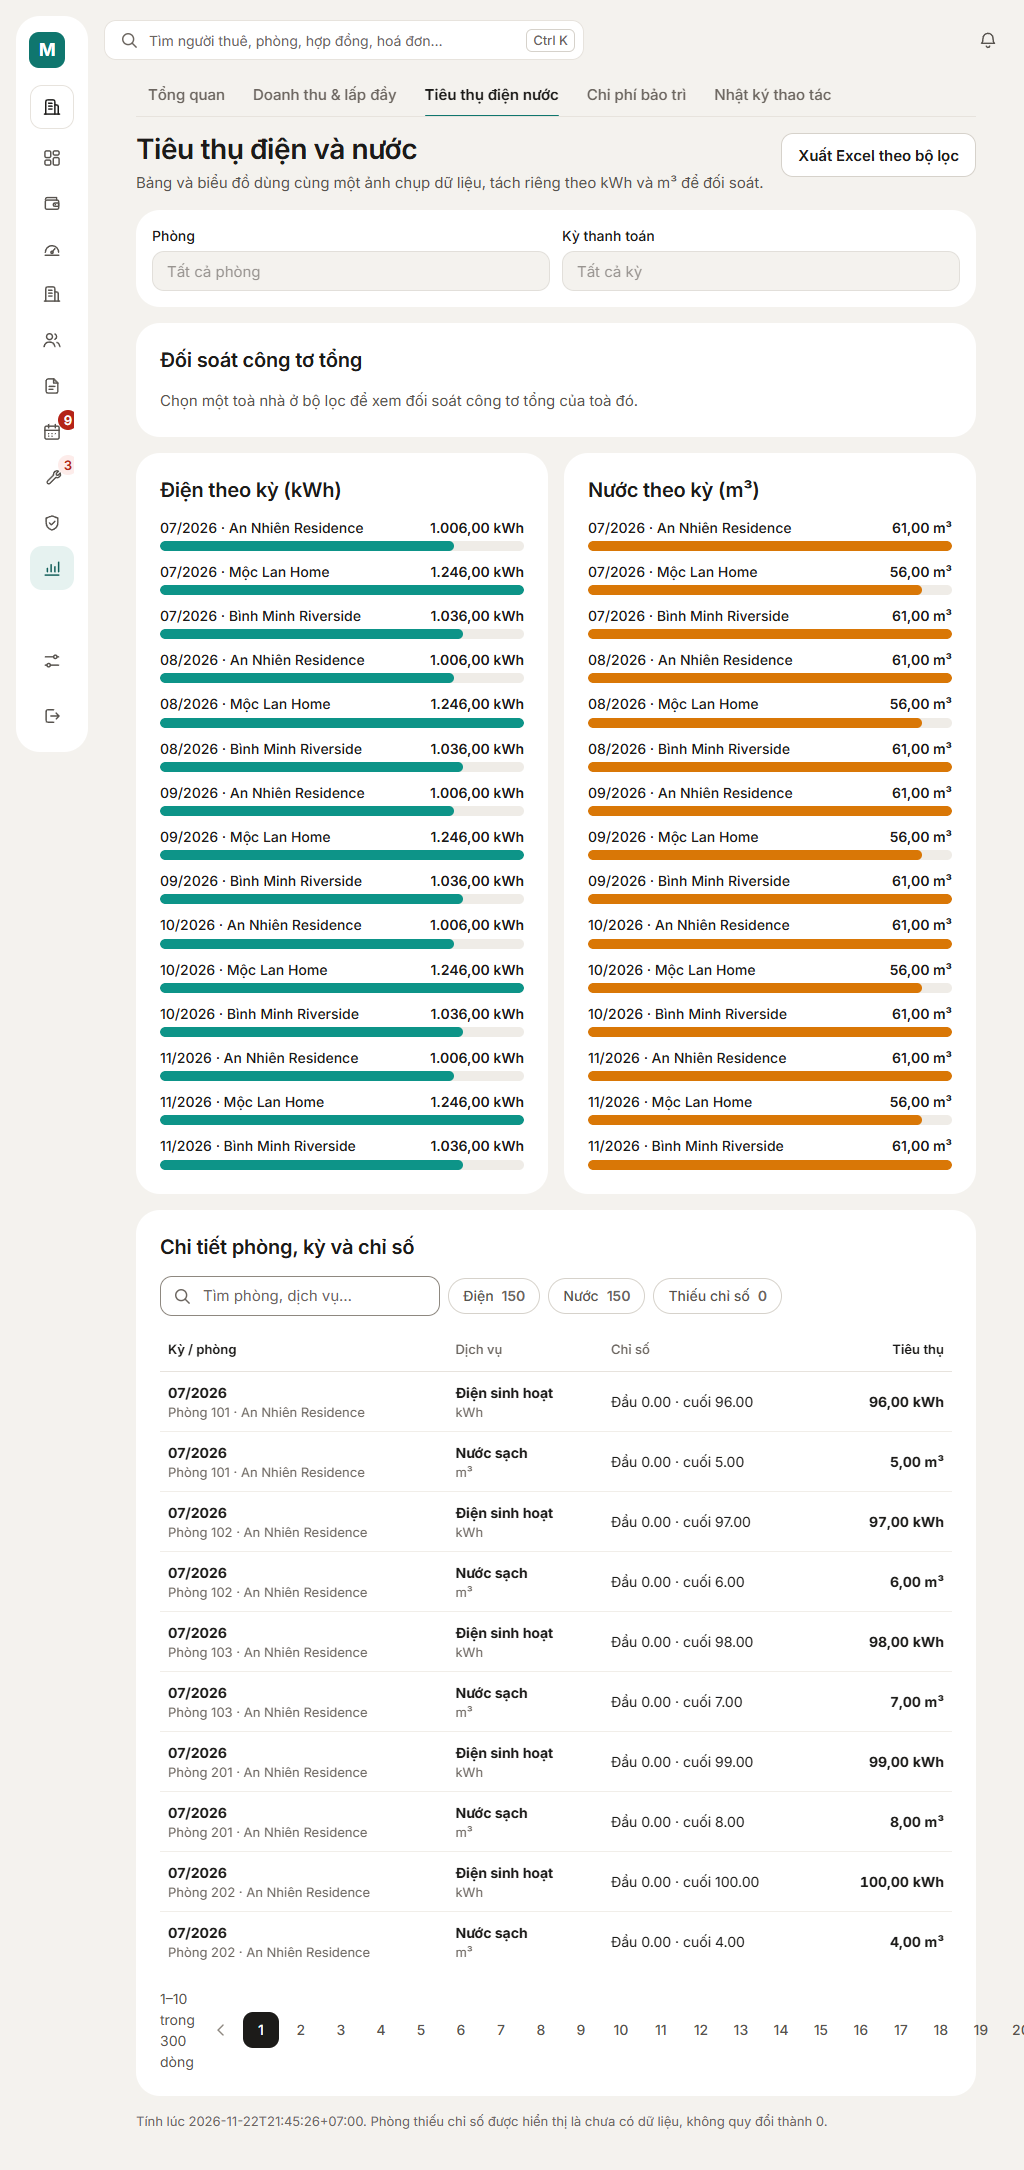 M
Tìm người thuê, phòng, hợp đồng, hoá đơn...
Ctrl K
Tổng quan
Doanh thu & lấp đầy
Tiêu thụ điện nước
Chi phí bảo trì
Nhật ký thao tác
9
3
Tiêu thụ điện và nước
Xuất Excel theo bộ lọc
Bảng và biểu đồ dùng cùng một ảnh chụp dữ liệu, tách riêng theo kWh và m³ để đối soát.
Phòng
Kỳ thanh toán
Tất cả phòng
Tất cả kỳ
Đối soát công tơ tổng
Chọn một toà nhà ở bộ lọc để xem đối soát công tơ tổng của toà đó.
Điện theo kỳ (kWh)
07/2026 · An Nhiên Residence 1.006,00 kWh
07/2026 · Mộc Lan Home 1.246,00 kWh
07/2026 · Bình Minh Riverside 1.036,00 kWh
08/2026 · An Nhiên Residence 1.006,00 kWh
08/2026 · Mộc Lan Home 1.246,00 kWh
08/2026 · Bình Minh Riverside 1.036,00 kWh
09/2026 · An Nhiên Residence 1.006,00 kWh
09/2026 · Mộc Lan Home 1.246,00 kWh
09/2026 · Bình Minh Riverside 1.036,00 kWh
10/2026 · An Nhiên Residence 1.006,00 kWh
10/2026 · Mộc Lan Home 1.246,00 kWh
10/2026 · Bình Minh Riverside 1.036,00 kWh
11/2026 · An Nhiên Residence 1.006,00 kWh
11/2026 · Mộc Lan Home 1.246,00 kWh
11/2026 · Bình Minh Riverside 1.036,00 kWh
Nước theo kỳ (m³)
07/2026 · An Nhiên Residence 61,00 m³
07/2026 · Mộc Lan Home 56,00 m³
07/2026 · Bình Minh Riverside 61,00 m³
08/2026 · An Nhiên Residence 61,00 m³
08/2026 · Mộc Lan Home 56,00 m³
08/2026 · Bình Minh Riverside 61,00 m³
09/2026 · An Nhiên Residence 61,00 m³
09/2026 · Mộc Lan Home 56,00 m³
09/2026 · Bình Minh Riverside 61,00 m³
10/2026 · An Nhiên Residence 61,00 m³
10/2026 · Mộc Lan Home 56,00 m³
10/2026 · Bình Minh Riverside 61,00 m³
11/2026 · An Nhiên Residence 61,00 m³
11/2026 · Mộc Lan Home 56,00 m³
11/2026 · Bình Minh Riverside 61,00 m³
Chi tiết phòng, kỳ và chỉ số
Tìm phòng, dịch vụ...
Điện 150
Nước 150
Thiếu chỉ số 0
Kỳ / phòng Dịch vụ Chỉ số Tiêu thụ
07/2026 Điện sinh hoạt Đầu 0.00 · cuối 96.00 96,00 kWh
Phòng 101 · An Nhiên Residence kWh
07/2026 Nước sạch Đầu 0.00 · cuối 5.00 5,00 m³
Phòng 101 · An Nhiên Residence m³
07/2026 Điện sinh hoạt Đầu 0.00 · cuối 97.00 97,00 kWh
Phòng 102 · An Nhiên Residence kWh
07/2026 Nước sạch Đầu 0.00 · cuối 6.00 6,00 m³
Phòng 102 · An Nhiên Residence m³
07/2026 Điện sinh hoạt Đầu 0.00 · cuối 98.00 98,00 kWh
Phòng 103 · An Nhiên Residence kWh
07/2026 Nước sạch Đầu 0.00 · cuối 7.00 7,00 m³
Phòng 103 · An Nhiên Residence m³
07/2026 Điện sinh hoạt Đầu 0.00 · cuối 99.00 99,00 kWh
Phòng 201 · An Nhiên Residence kWh
07/2026 Nước sạch Đầu 0.00 · cuối 8.00 8,00 m³
Phòng 201 · An Nhiên Residence m³
07/2026 Điện sinh hoạt Đầu 0.00 · cuối 100.00 100,00 kWh
Phòng 202 · An Nhiên Residence kWh
07/2026 Nước sạch Đầu 0.00 · cuối 4.00 4,00 m³
Phòng 202 · An Nhiên Residence m³
1–10
trong
300
dòng
1 2 3 4 5 6 7 8 9 10 11 12 13 14 15 16 17 18 19
Tính lúc 2026-11-22T21:45:26+07:00. Phòng thiếu chỉ số được hiển thị là chưa có dữ liệu, không quy đổi thành 0.